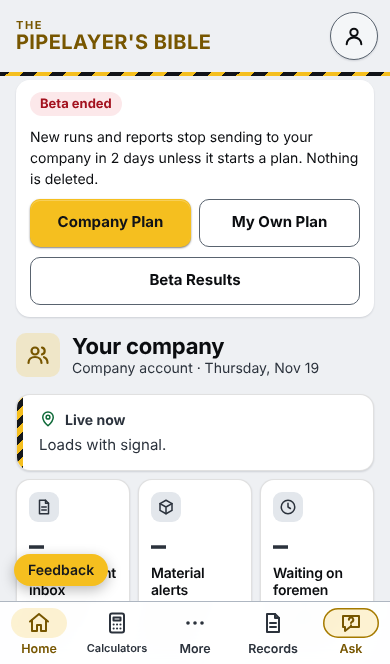 THE
PIPELAYER'S BIBLE
Beta ended
New runs and reports stop sending to your
company in 2 days unless it starts a plan. Nothing
is deleted.
Company Plan
My Own Plan
Beta Results
Your company
Company account · Thursday, Nov 19
Live now
Loads with signal.
–
–
–
inbox
Material
alerts
Waiting on
foremen
Feedback
Home
Calculators
More
Records
Ask